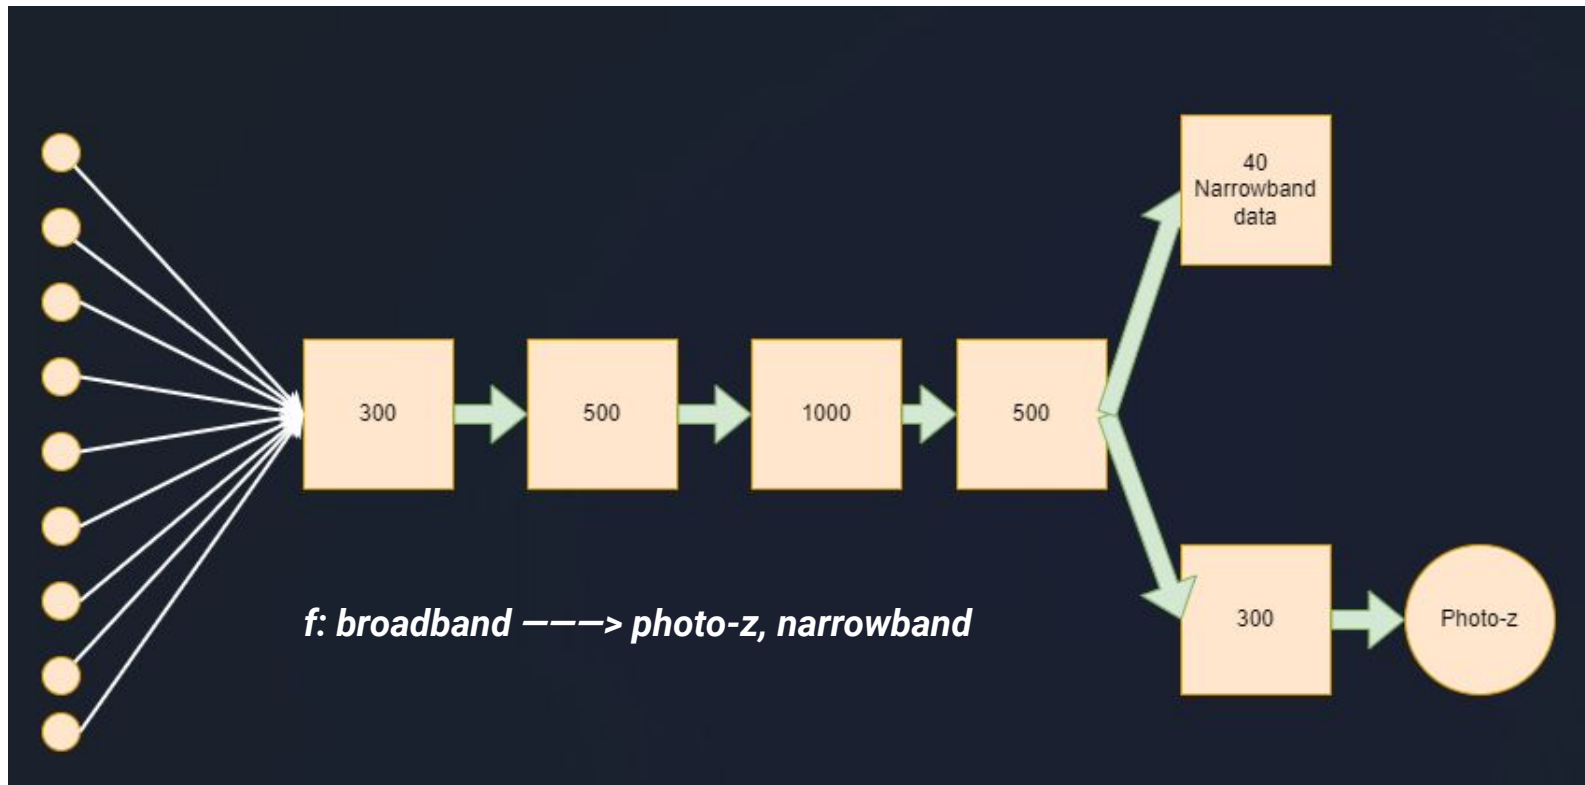 300
500
1000
500
40
Narrowband
data
300
Photo-z
f: broadband ———> photo-z, narrowband